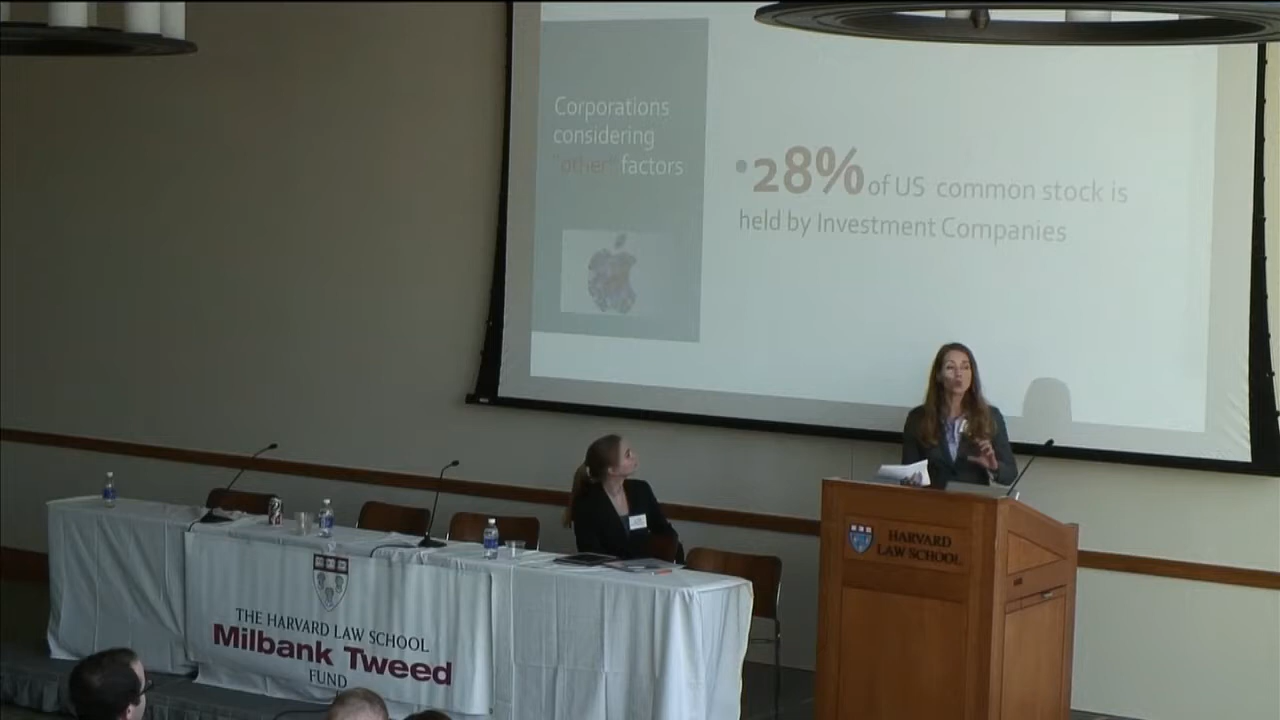 Corporations
considering
"other" factors
•28% of US common stock is
held by Investment Companies
HARVARD
LAW SCHOOL
THE HARVARD LAW SCHOOL
Milbank Tweed
FUND